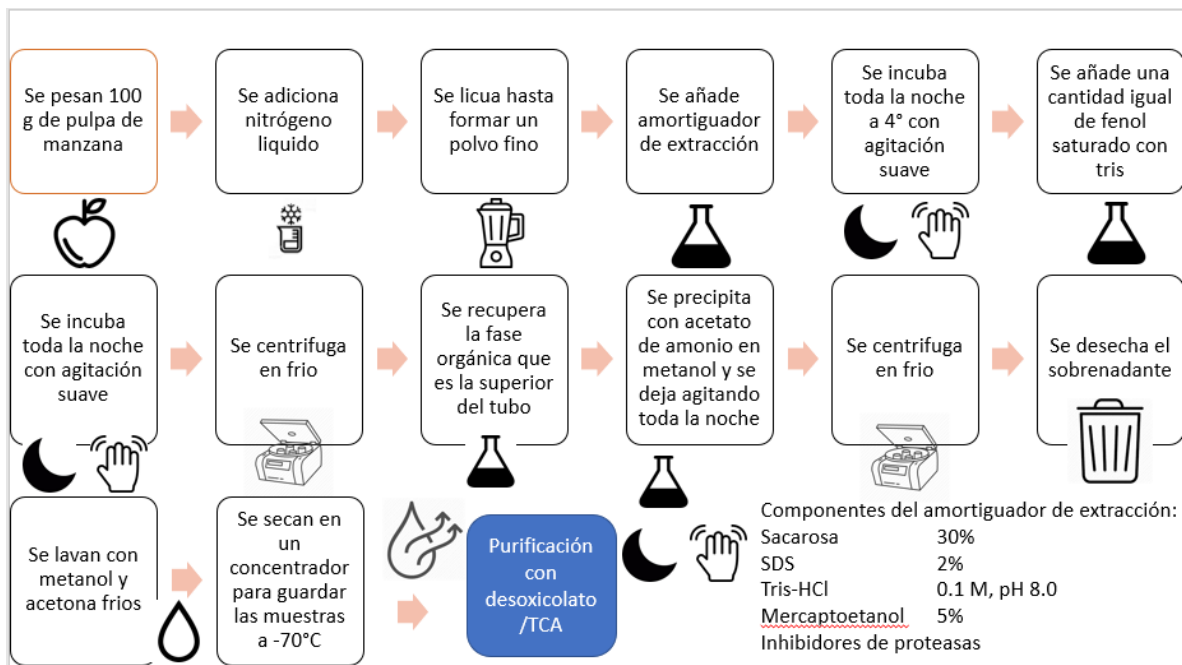 Se pesan 100
g de pulpa de
manzana
Se adiciona
nitrógeno
liquido
Se licua hasta
formar un
polvo fino
Se añade
amortiguador
de extracción
Se incuba
toda la noche
a 4° con
agitación
suave
Se añade una
cantidad igual
de fenol
saturado con
tris
Se incuba
toda la noche
con agitación
suave
Se centrifuga
en frio
Se recupera
la fase
orgánica que
es la superior
del tubo
Se precipita
con acetato
de amonio en
metanol y se
deja agitando
toda la noche
Se centrifuga
en frio
Se desecha el
sobrenadante
Se lavan con
metanol y
acetona frios
Se secan en
un
concentrador
para guardar
las muestras
a -70°C
Purificación
con
desoxicolato
/TCA
Componentes del amortiguador de extracción:
Sacarosa 30%
SDS 2%
Tris-HCl 0.1 M, pH 8.0
Mercaptoetanol 5%
Inhibidores de proteasas